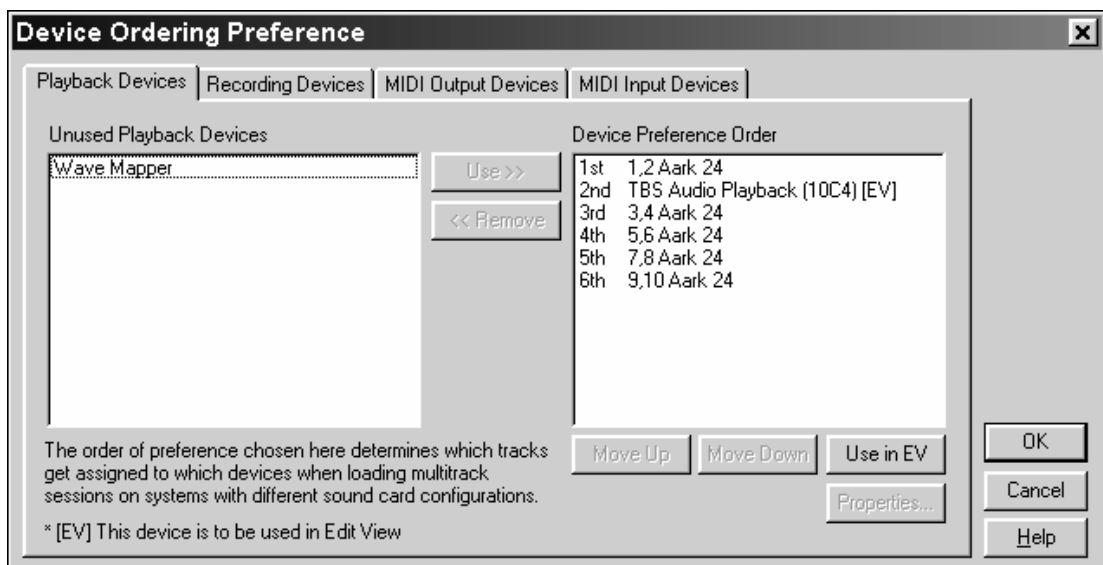 Device Ordering Preference
Playback Devices
Recording Devices
MIDI Output Devices
MIDI Input Devices
Unused Playback Devices
Wave Mapper
Use >>
<< Remove
Device Preference Order
1st 1,2 Aark 24
2nd TBS Audio Playback (10C4) [EV]
3rd 3,4 Aark 24
4th 5,6 Aark 24
5th 7,8 Aark 24
6th 9,10 Aark 24
The order of preference chosen here determines which tracks
get assigned to which devices when loading multitrack
sessions on systems with different sound card configurations.
* [EV] This device is to be used in Edit View
Move Up
Move Down
Use in EV
Properties...
OK
Cancel
Help